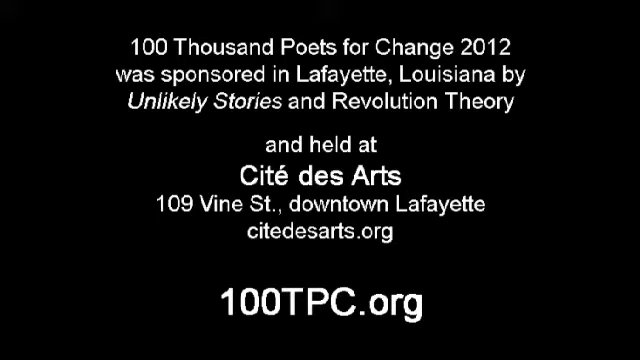 100 Thousand Poets for Change 2012
was sponsored in Lafayette, Louisiana by
Unlikely Stories and Revolution Theory
and held at
Cité des Arts
109 Vine St., downtown Lafayette
citedesarts.org
100TPC.org